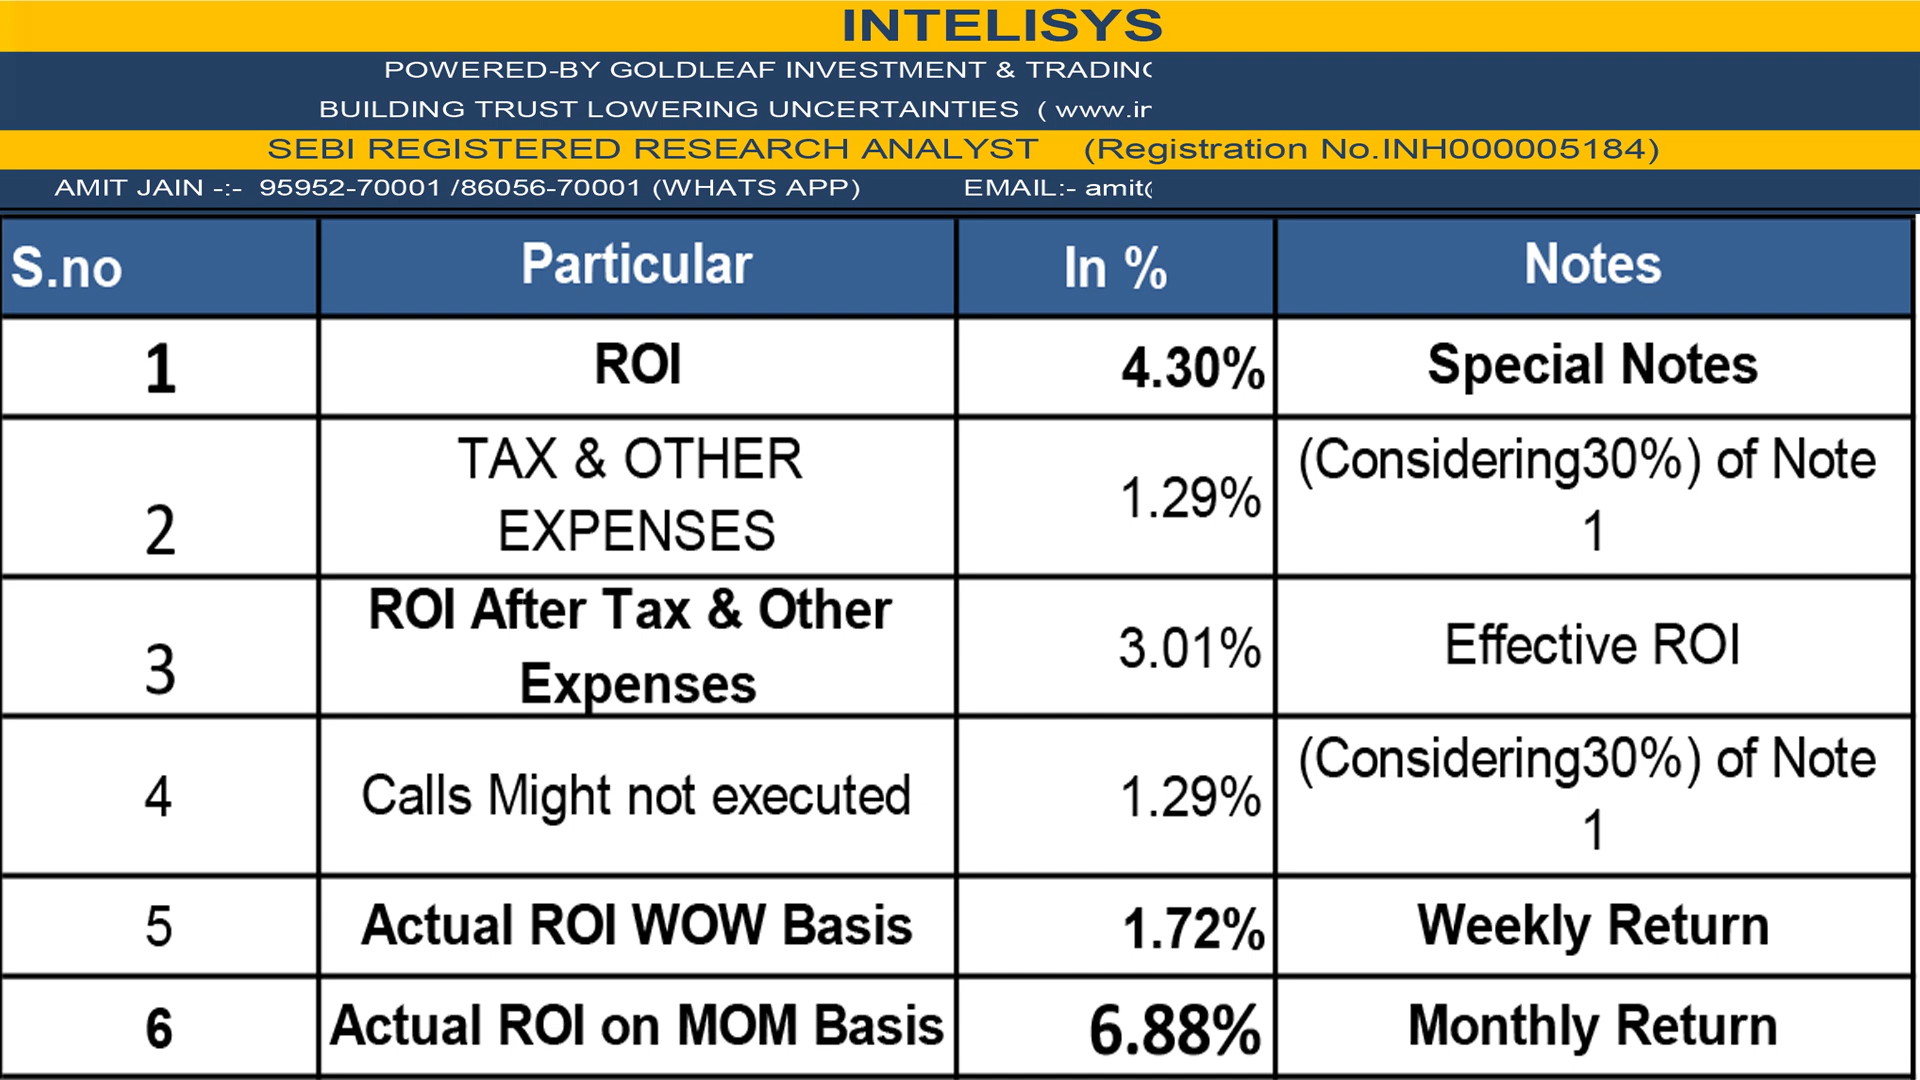 INTELISYS
POWERED-BY GOLDLEAF INVESTMENT &
BUILDING TRUST LOWERING UNCERTAINTIES (
SEBI REGISTERED RESEARCH ANALYST (Registration No.INH000005184)
AMIT JAIN -:- 95952-70001 /86056-70001 (WHATS APP) EMAIL:-
S.no Particular In % Notes
1 ROI 4.30% Special Notes
2 TAX & OTHER
EXPENSES 1.29% (Considering30%) of Note
1
3 ROI After Tax & Other
Expenses 3.01% Effective ROI
4 Calls Might not executed 1.29% (Considering30%) of Note
1
5 Actual ROI WOW Basis 1.72% Weekly Return
6 Actual ROI on MOM Basis 6.88% Monthly Return